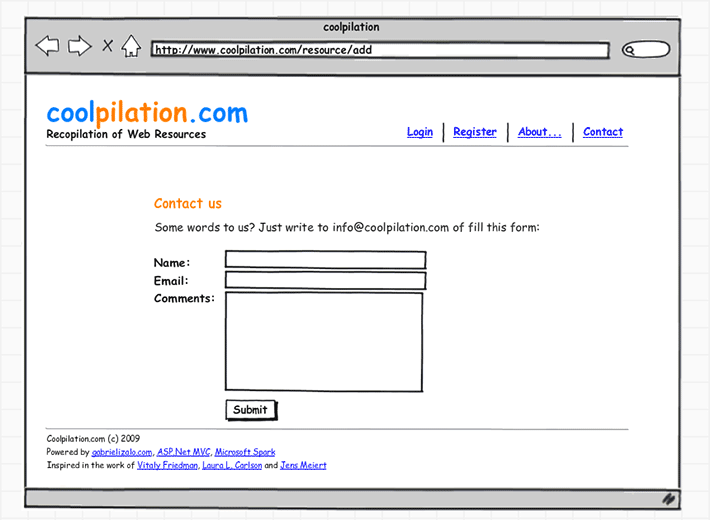 coolpilation
http://www.coolpilation.com/resource/add
coolpilation.com
Recopilation of Web Resources
Login Register About... Contact
Contact us
Some words to us? Just write to info@coolpilation.com of fill this form:
Name:
Email:
Comments:
Submit
Coolpilation.com (c) 2009
Powered by gabrielizalo.com, ASP.Net MVC, Microsoft Spark
Inspired in the work of Vitaly Friedman, Laura L. Carlson and Jens Meiert